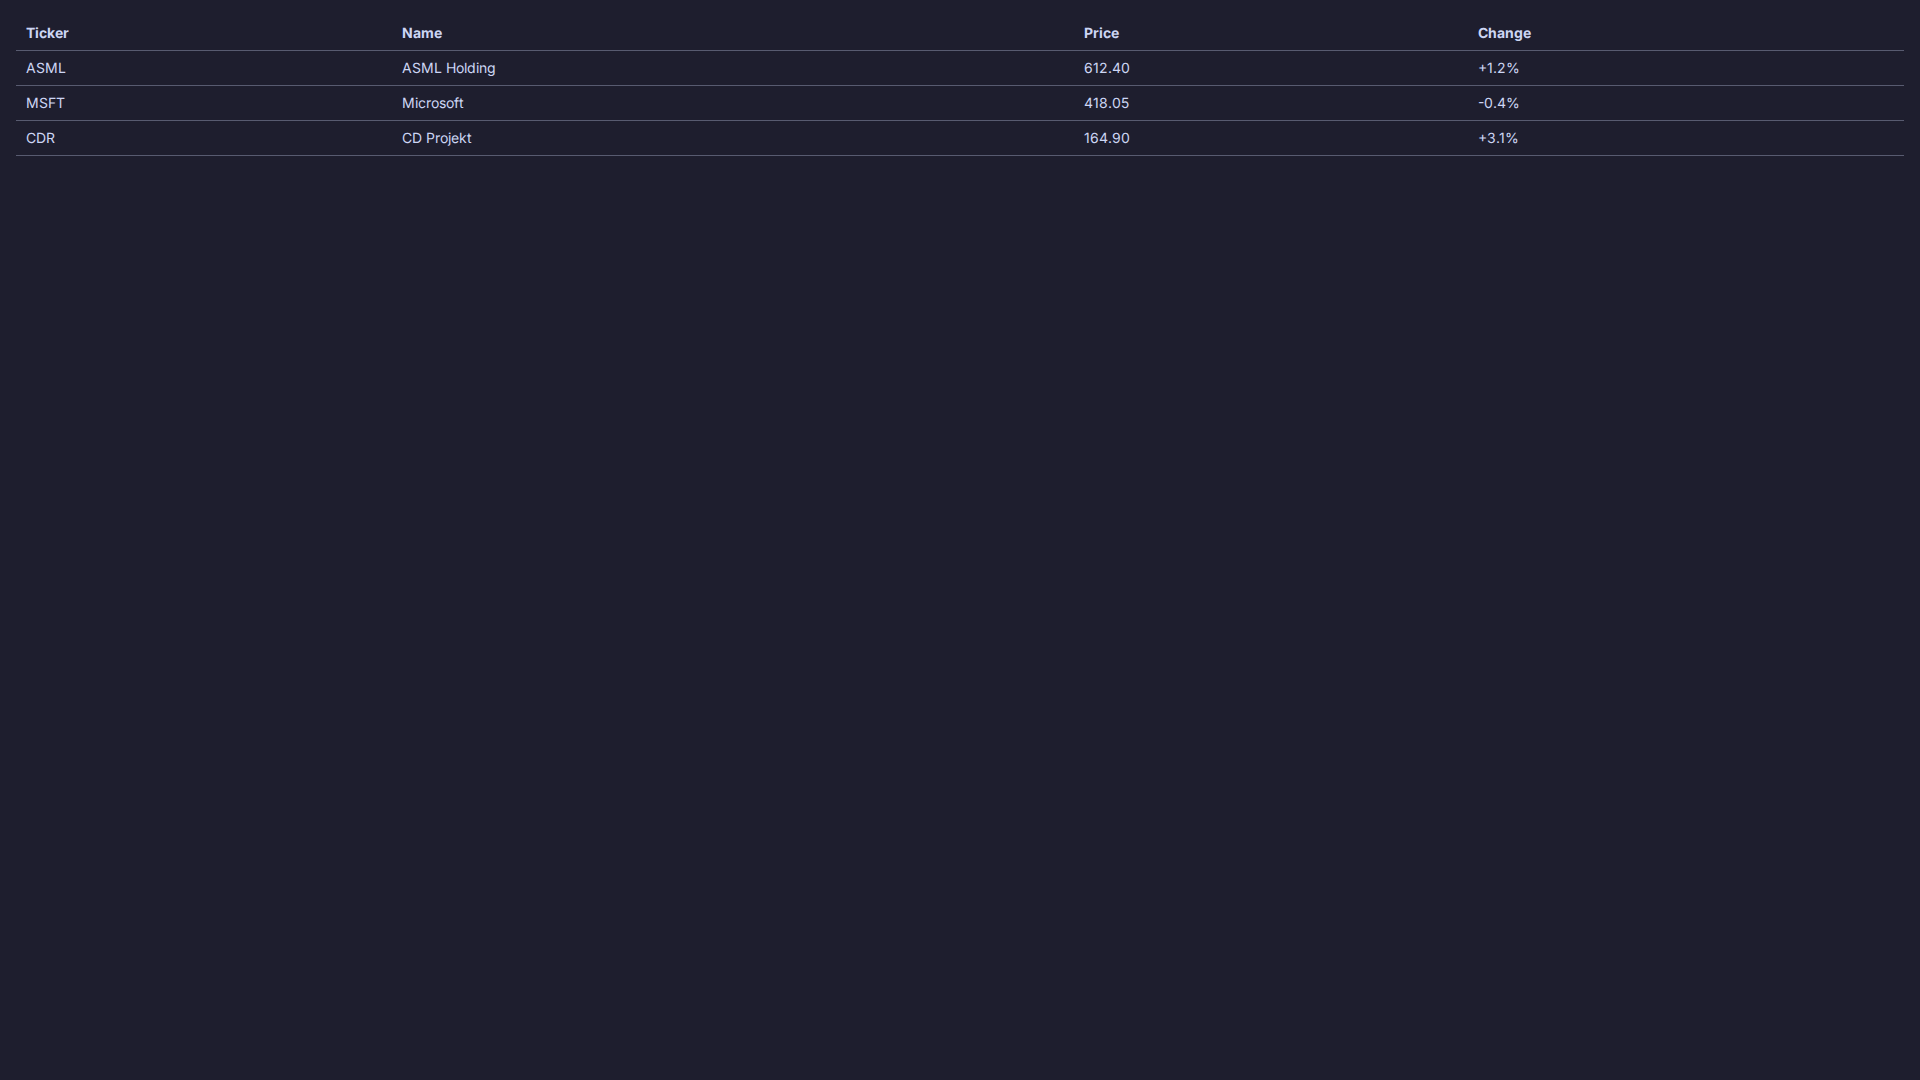 Ticker Name Price Change
ASML ASML Holding 612.40 +1.2%
MSFT Microsoft 418.05 -0.4%
CDR CD Projekt 164.90 +3.1%